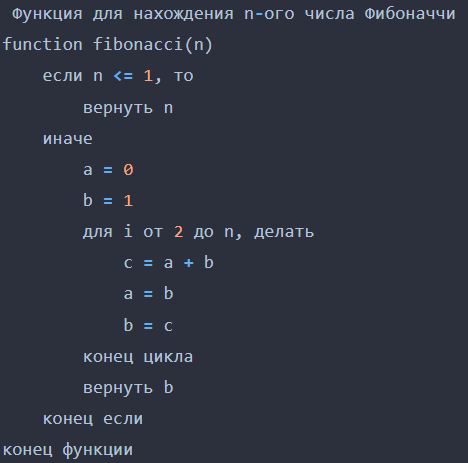 Функция для нахождения n-ого числа Фибоначчи
function fibonacci(n)
если n <= 1, то
вернуть n
иначе
a = 0
b = 1
для i от 2 до n, делать
c = a + b
a = b
b = c
конец цикла
вернуть b
конец если
конец функции